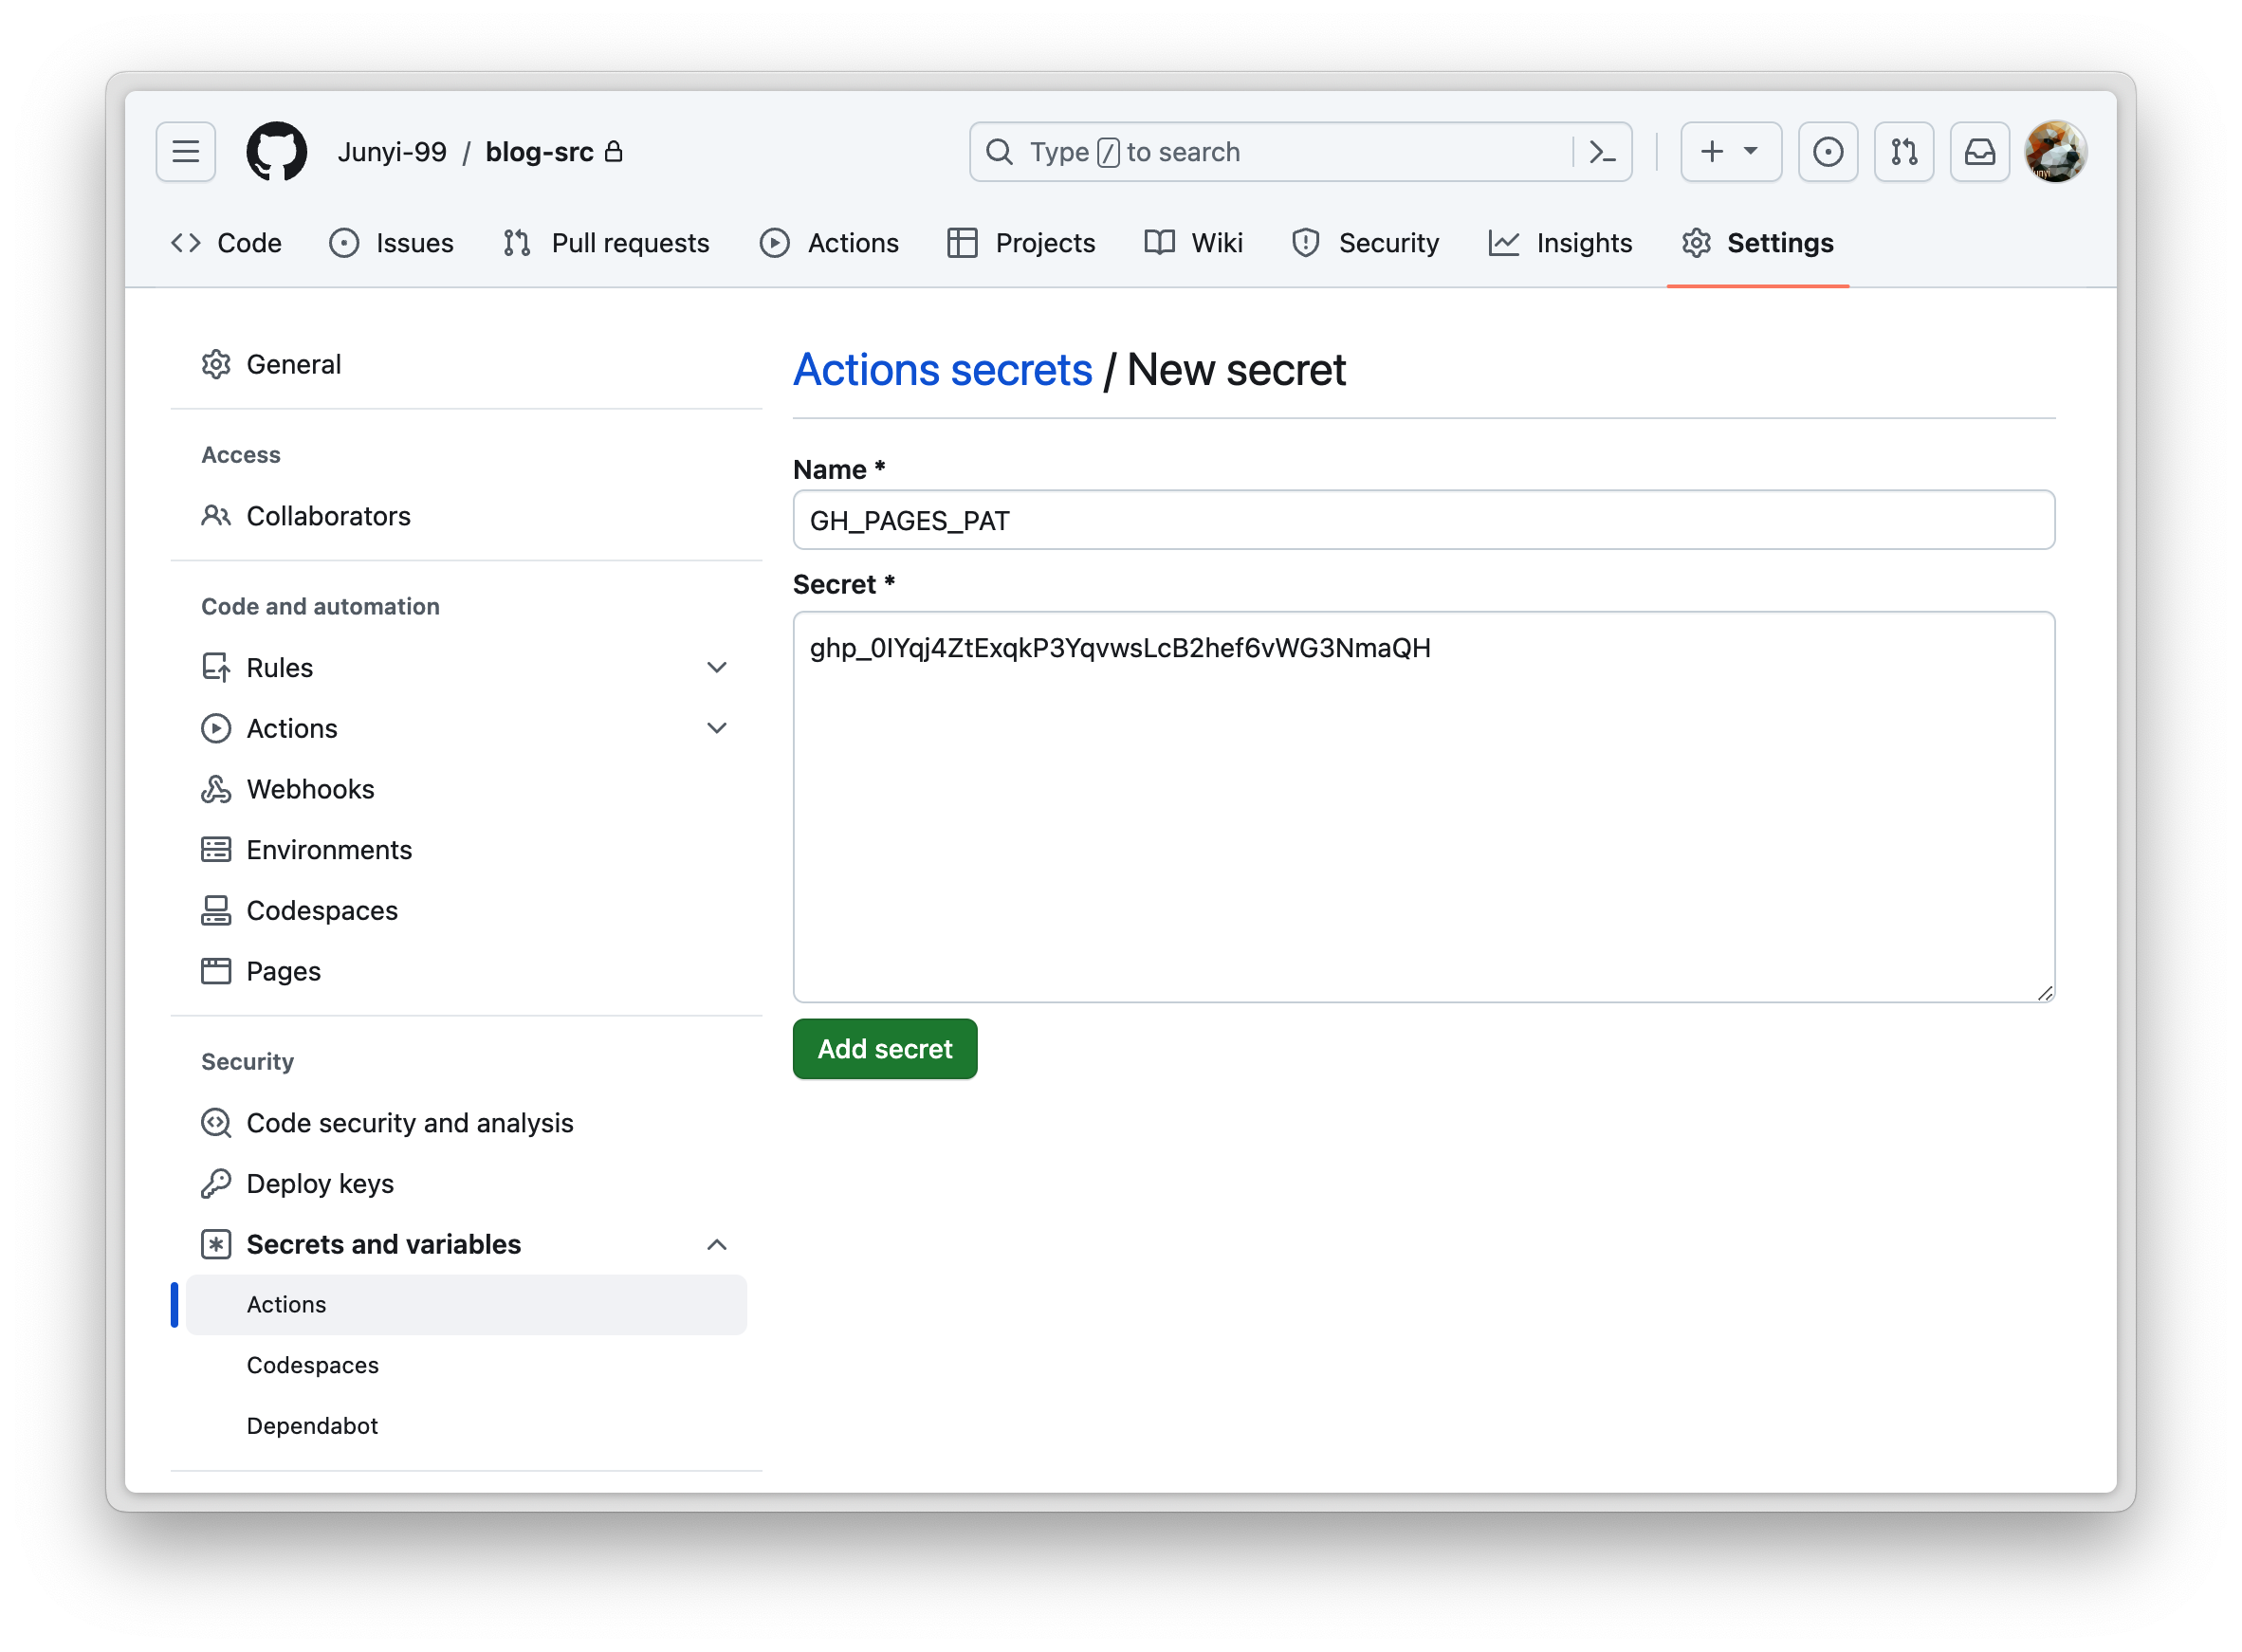 Junyi-99 / blog-src
Type / to search
Code Issues Pull requests Actions Projects Wiki Security Insights Settings
General
Access
Collaborators
Code and automation
Rules
Actions
Webhooks
Environments
Codespaces
Pages
Security
Code security and analysis
Deploy keys
Secrets and variables
Actions
Codespaces
Dependabot
Actions secrets / New secret
Name *
GH_PAGES_PAT
Secret *
Add secret